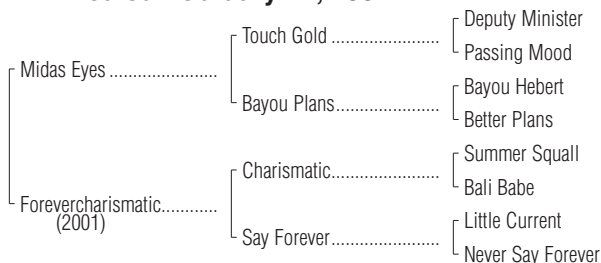 Touch Gold
Deputy Minister
Passing Mood
Midas Eyes
Bayou Plans
Bayou Hebert
Better Plans
Charismatic
Summer Squall
Bali Babe
Forevercharismatic
(2001)
Say Forever
Little Current
Never Say Forever